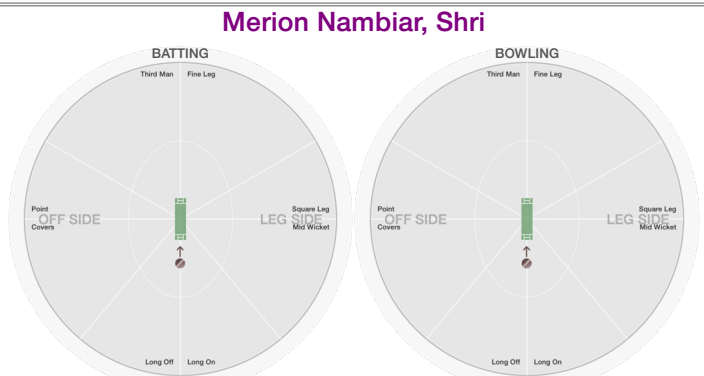 Merion Nambiar, Shri
BATTING
Third Man Fine Leg
Point
OFF SIDE
Covers
Square Leg
LEG SIDE
Mid Wicket
Long Off Long On
BOWLING
Third Man Fine Leg
Point
OFF SIDE
Covers
Square Leg
LEG SIDE
Mid Wicket
Long Off Long On